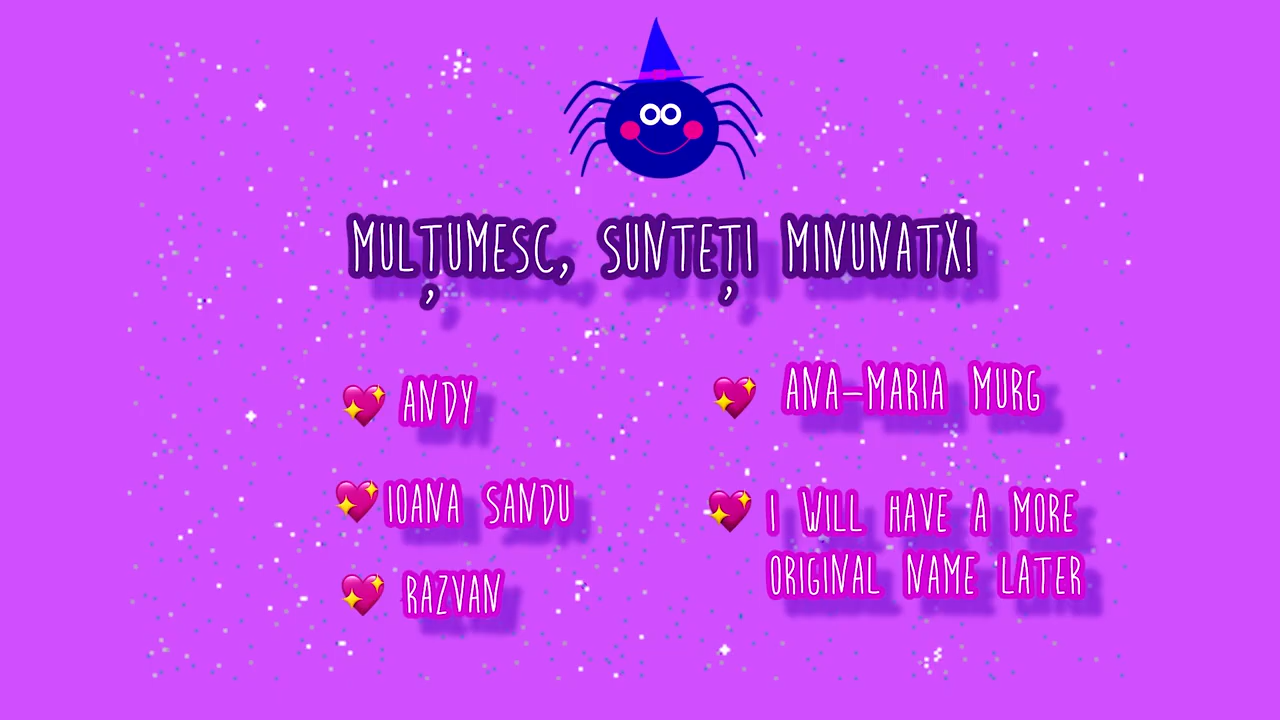 MULȚUMESC, SUNTEȚI MINUNATX!
ANDY
IOANA SANDU
RAZVAN
ANA-MARIA MURG
I WILL HAVE A MORE
ORIGINAL NAME LATER